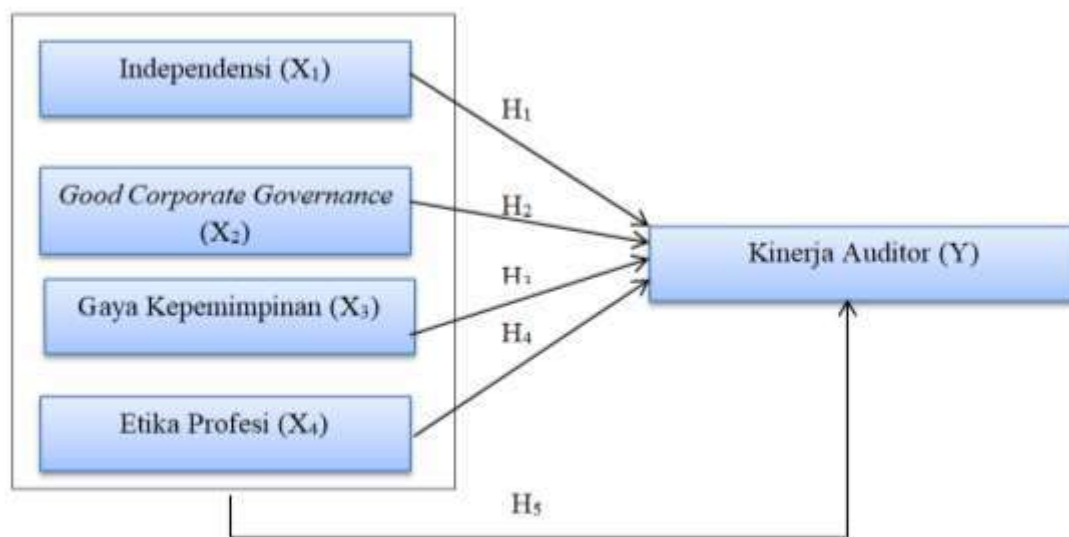 Independensi (X₁)
H₁
Good Corporate Governance
(X₂)
H₂
Kinerja Auditor (Y)
Gaya Kepemimpinan (X₃)
H₃
H₄
Etika Profesi (X₄)
H₅